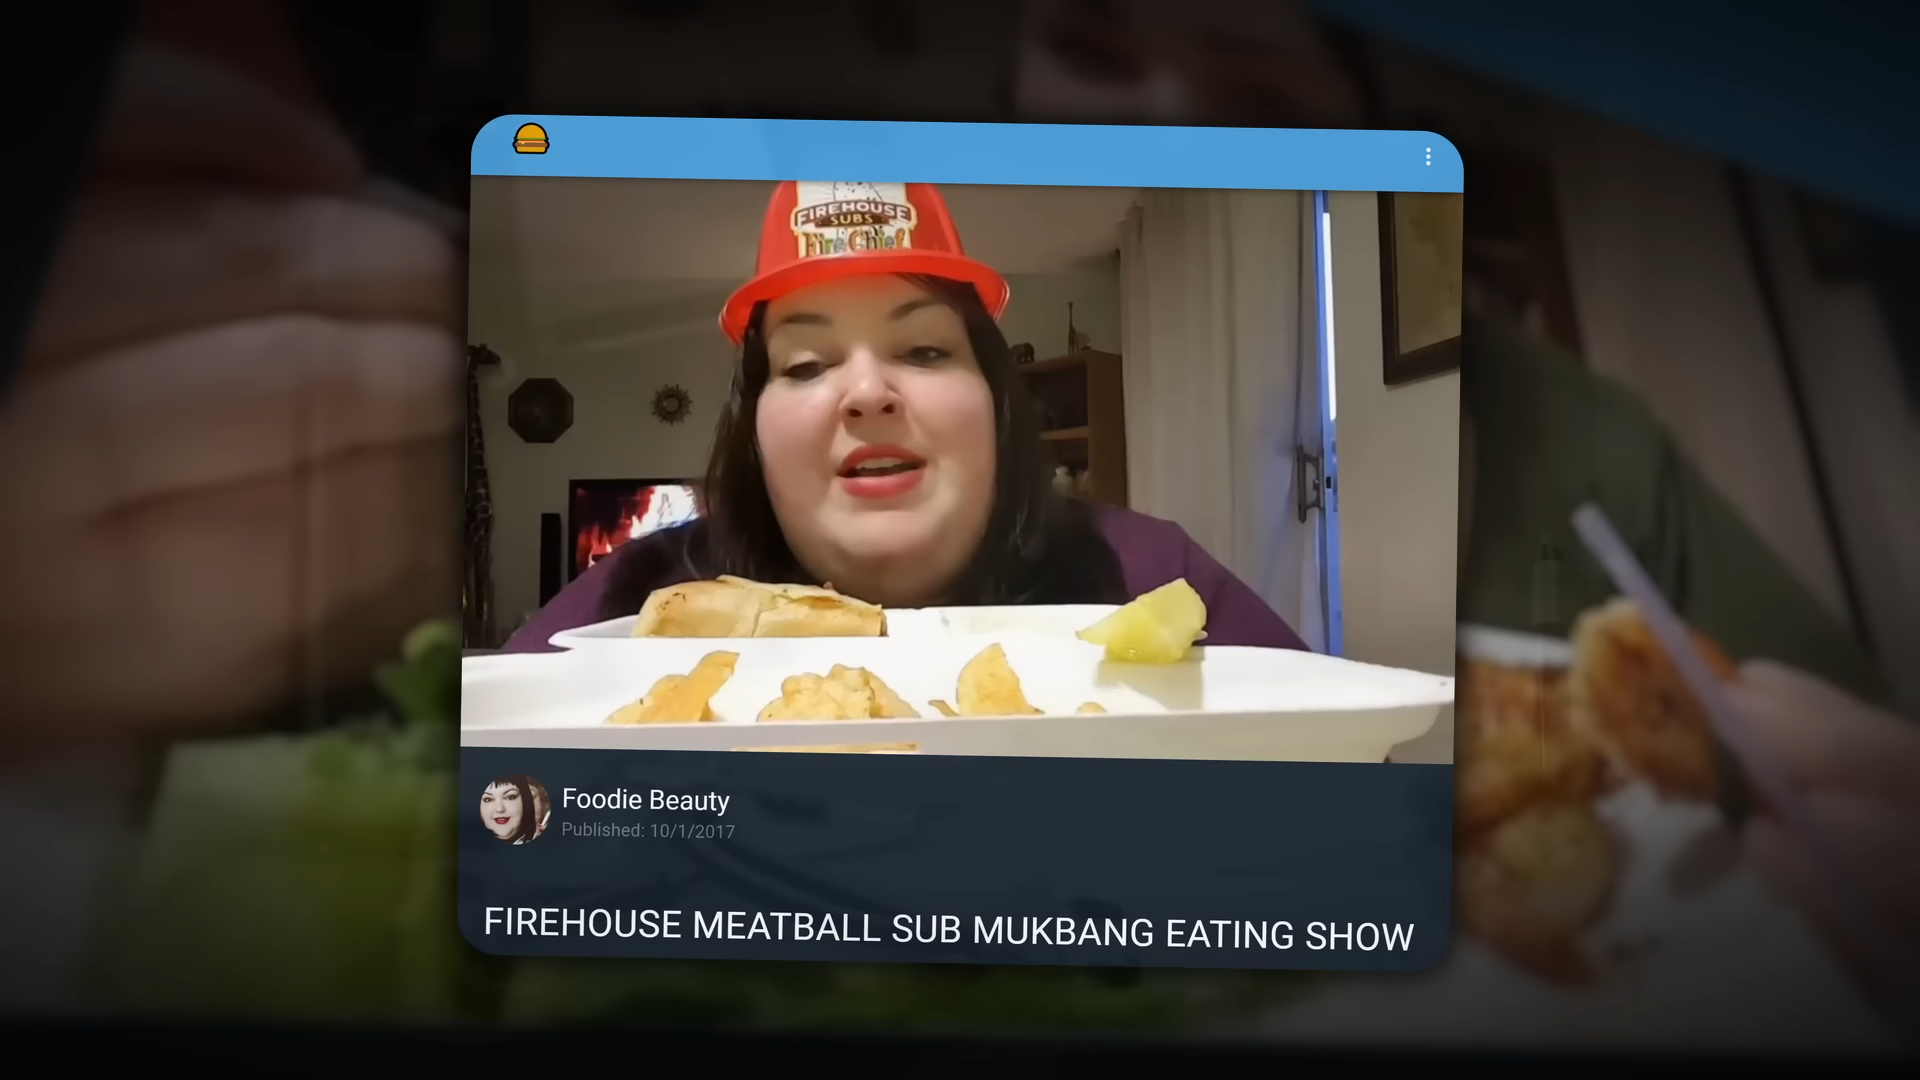 FIREHOUSE
SUBS
Fire Chief
Foodie Beauty
Published: 10/1/2017
FIREHOUSE MEATBALL SUB MUKBANG EATING SHOW